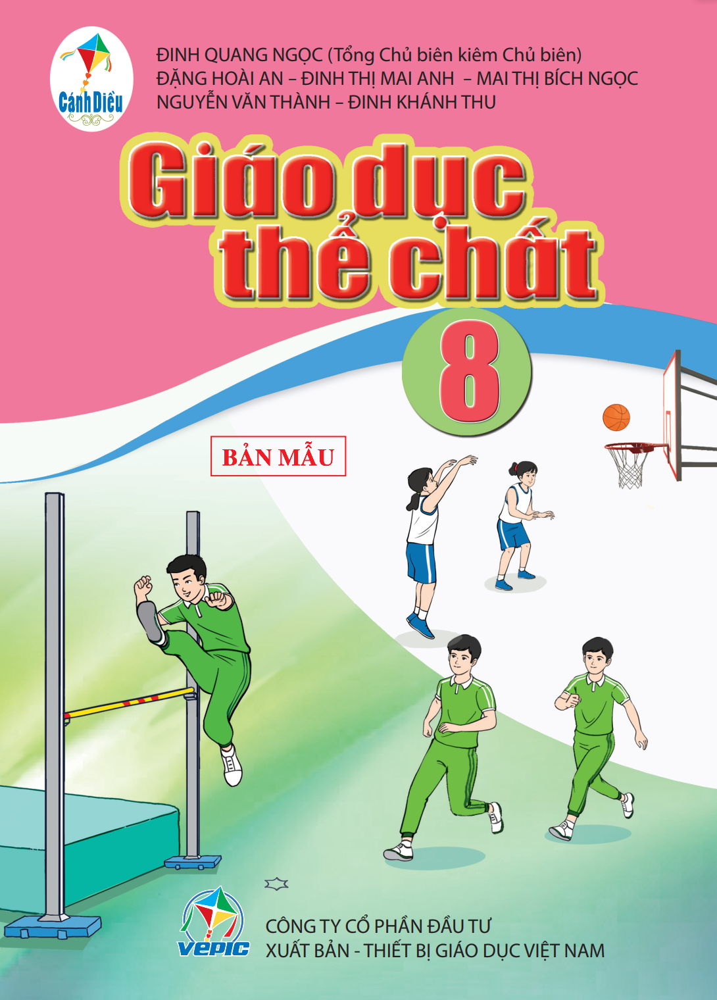 ĐINH QUANG NGỌC (Tổng Chủ biên kiêm Chủ biên)
ĐẶNG HOÀI AN – ĐINH THỊ MAI ANH – MAI THỊ BÍCH NGỌC
NGUYỄN VĂN THÀNH – ĐINH KHÁNH THU
Cánh Diều
Giáo dục
thể chất
8
BẢN MẪU
VEPIC
CÔNG TY CỔ PHẦN ĐẦU TƯ
XUẤT BẢN - THIẾT BỊ GIÁO DỤC VIỆT NAM